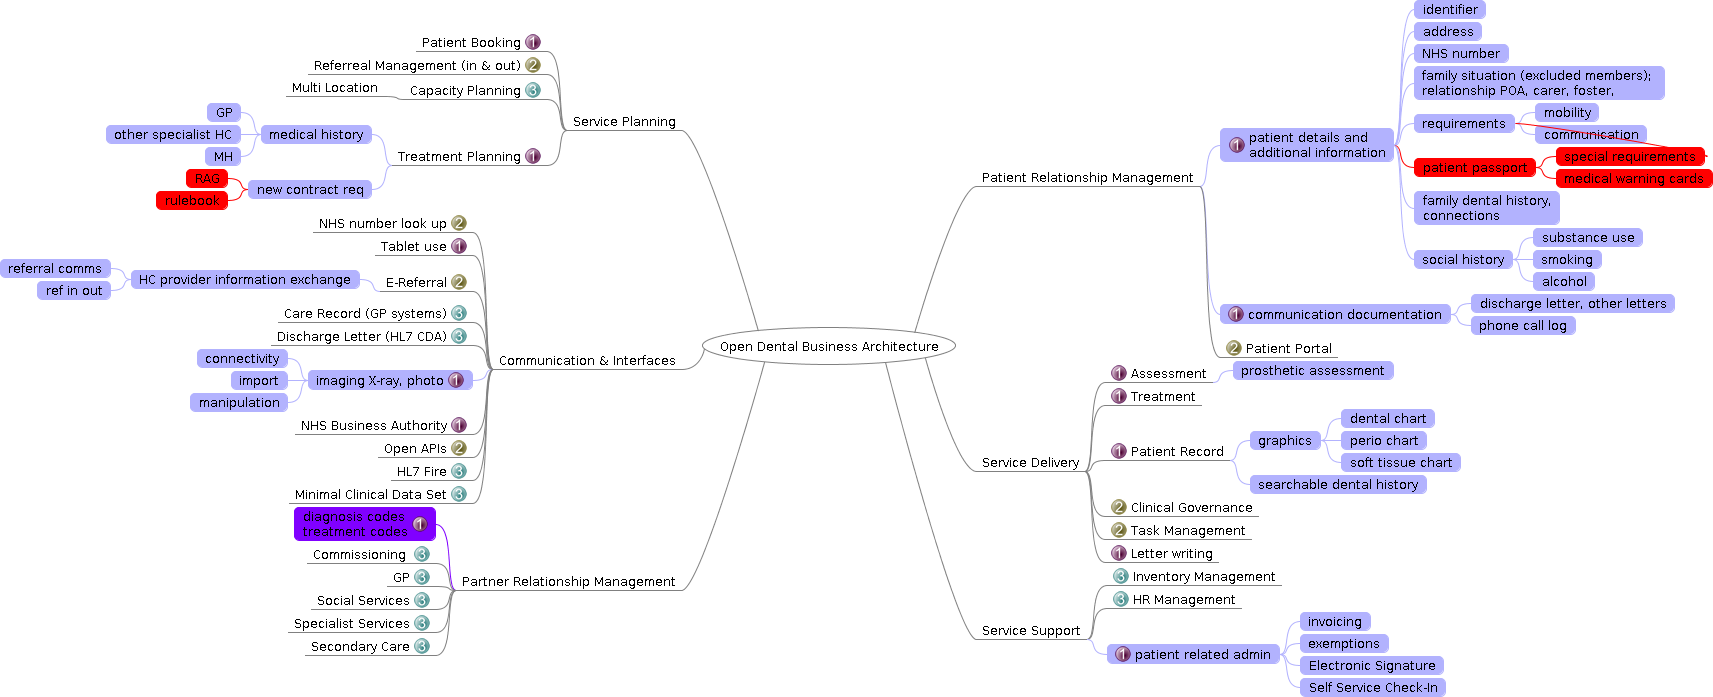 Open Dental Business Architecture
Service Planning
Patient Booking 1
Referreal Management (in & out) 2
Capacity Planning 3
Multi Location
Treatment Planning 1
medical history
GP
other specialist HC
MH
new contract req
RAG
rulebook
Communication & Interfaces
NHS number look up 2
Tablet use 1
E-Referral 2
HC provider information exchange
referral comms
ref in out
Care Record (GP systems) 3
Discharge Letter (HL7 CDA) 3
imaging X-ray, photo 1
connectivity
import
manipulation
NHS Business Authority 1
Open APIs 2
HL7 Fire 3
Minimal Clinical Data Set 3
Partner Relationship Management
diagnosis codes
treatment codes 1
Commissioning 3
GP 3
Social Services 3
Specialist Services 3
Secondary Care 3
Patient Relationship Management
1 patient details and
additional information
identifier
address
NHS number
family situation (excluded members);
relationship POA, carer, foster,
requirements
mobility
communication
patient passport
special requirements
medical warning cards
family dental history,
connections
social history
substance use
smoking
alcohol
1 communication documentation
discharge letter, other letters
phone call log
2 Patient Portal
Service Delivery
1 Assessment
prosthetic assessment
1 Treatment
1 Patient Record
graphics
dental chart
perio chart
soft tissue chart
searchable dental history
2 Clinical Governance
2 Task Management
1 Letter writing
Service Support
3 Inventory Management
3 HR Management
1 patient related admin
invoicing
exemptions
Electronic Signature
Self Service Check-In